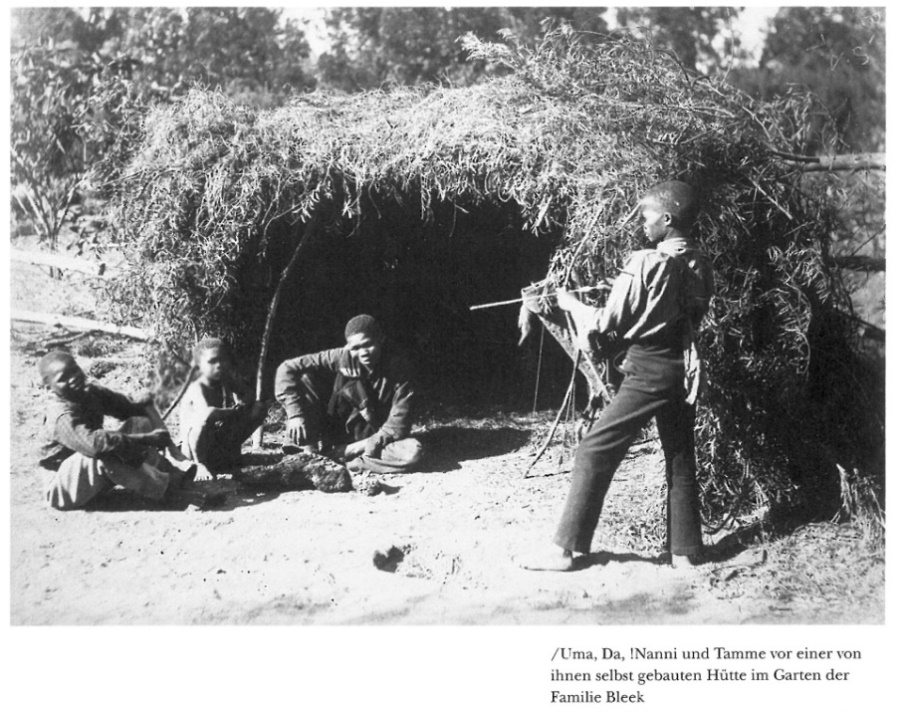 /Uma, Da, !Nanni und Tamme vor einer von
ihnen selbst gebauten Hütte im Garten der
Familie Bleek